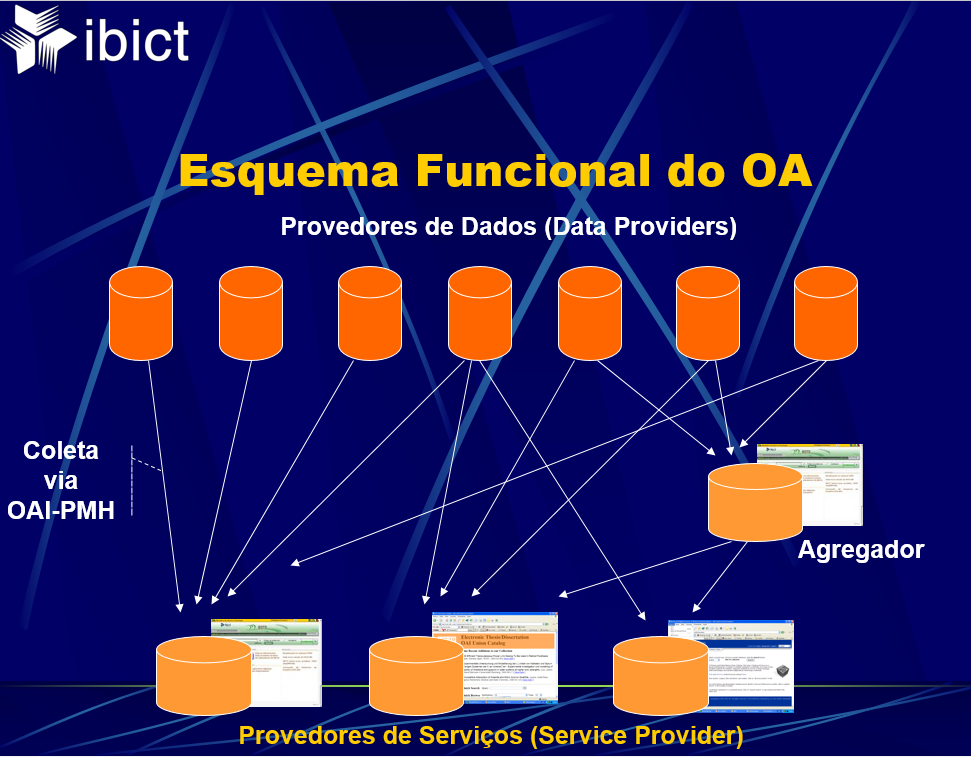 ibict
Esquema Funcional do OA
Provedores de Dados (Data Providers)
Coleta
via
OAI-PMH
Agregador
Electronic Thesis/Dissertation
OAI Union Catalog
Provedores de Serviços (Service Provider)